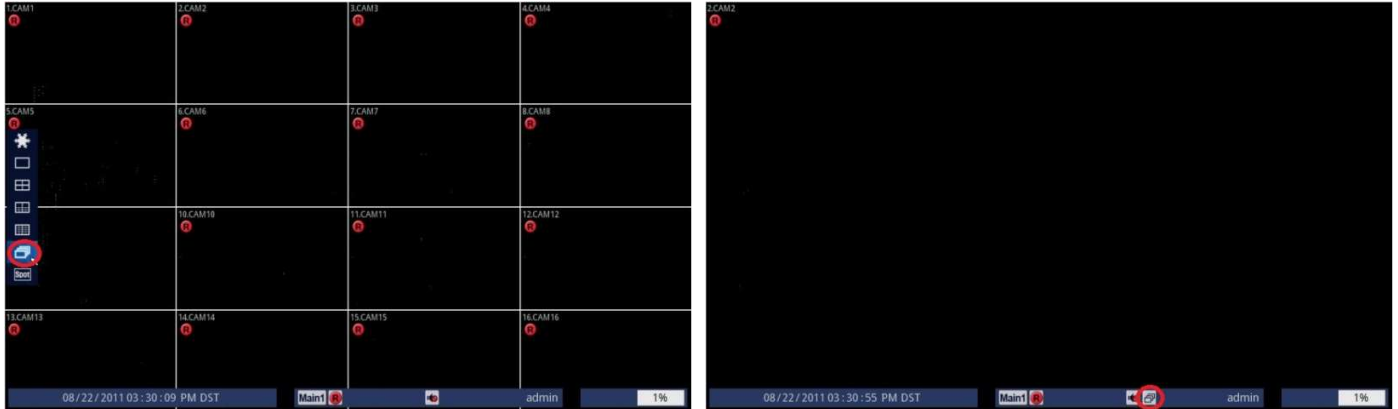 1.CAM1 2.CAM2 3.CAM3 4.CAM4
R R R R
5.CAM5 6.CAM6 7.CAM7 8.CAM8
R R R R
10.CAM10 11.CAM11 12.CAM12
R R R
Spot
13.CAM13 14.CAM14 15.CAM15 16.CAM16
R R R R
08/22/2011 03:30:09 PM DST Main1 R admin 1%
2.CAM2
R
08/22/2011 03:30:55 PM DST Main1 R admin 1%